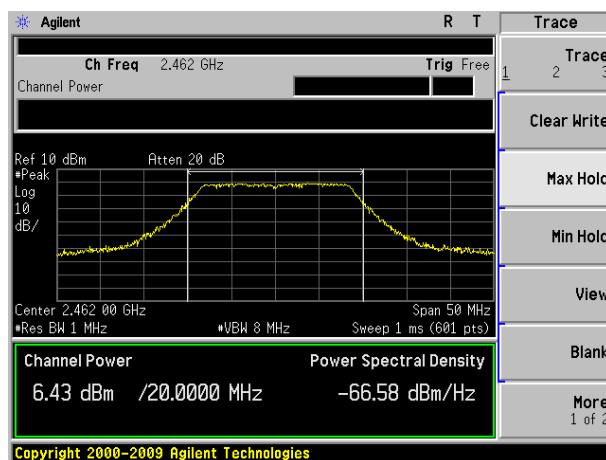 Agilent R T Trace
Ch Freq 2.462 GHz Trig Free
Channel Power
Trace
1 2 3
Clear Write
Max Hold
Min Hold
View
Blank
More
1 of 2
Ref 10 dBm Atten 20 dB
#Peak
Log
10
dB/
Center 2.462 00 GHz Span 50 MHz
#Res BW 1 MHz #VBW 8 MHz Sweep 1 ms (601 pts)
Channel Power Power Spectral Density
6.43 dBm /20.0000 MHz -66.58 dBm/Hz
Copyright 2000-2009 Agilent Technologies